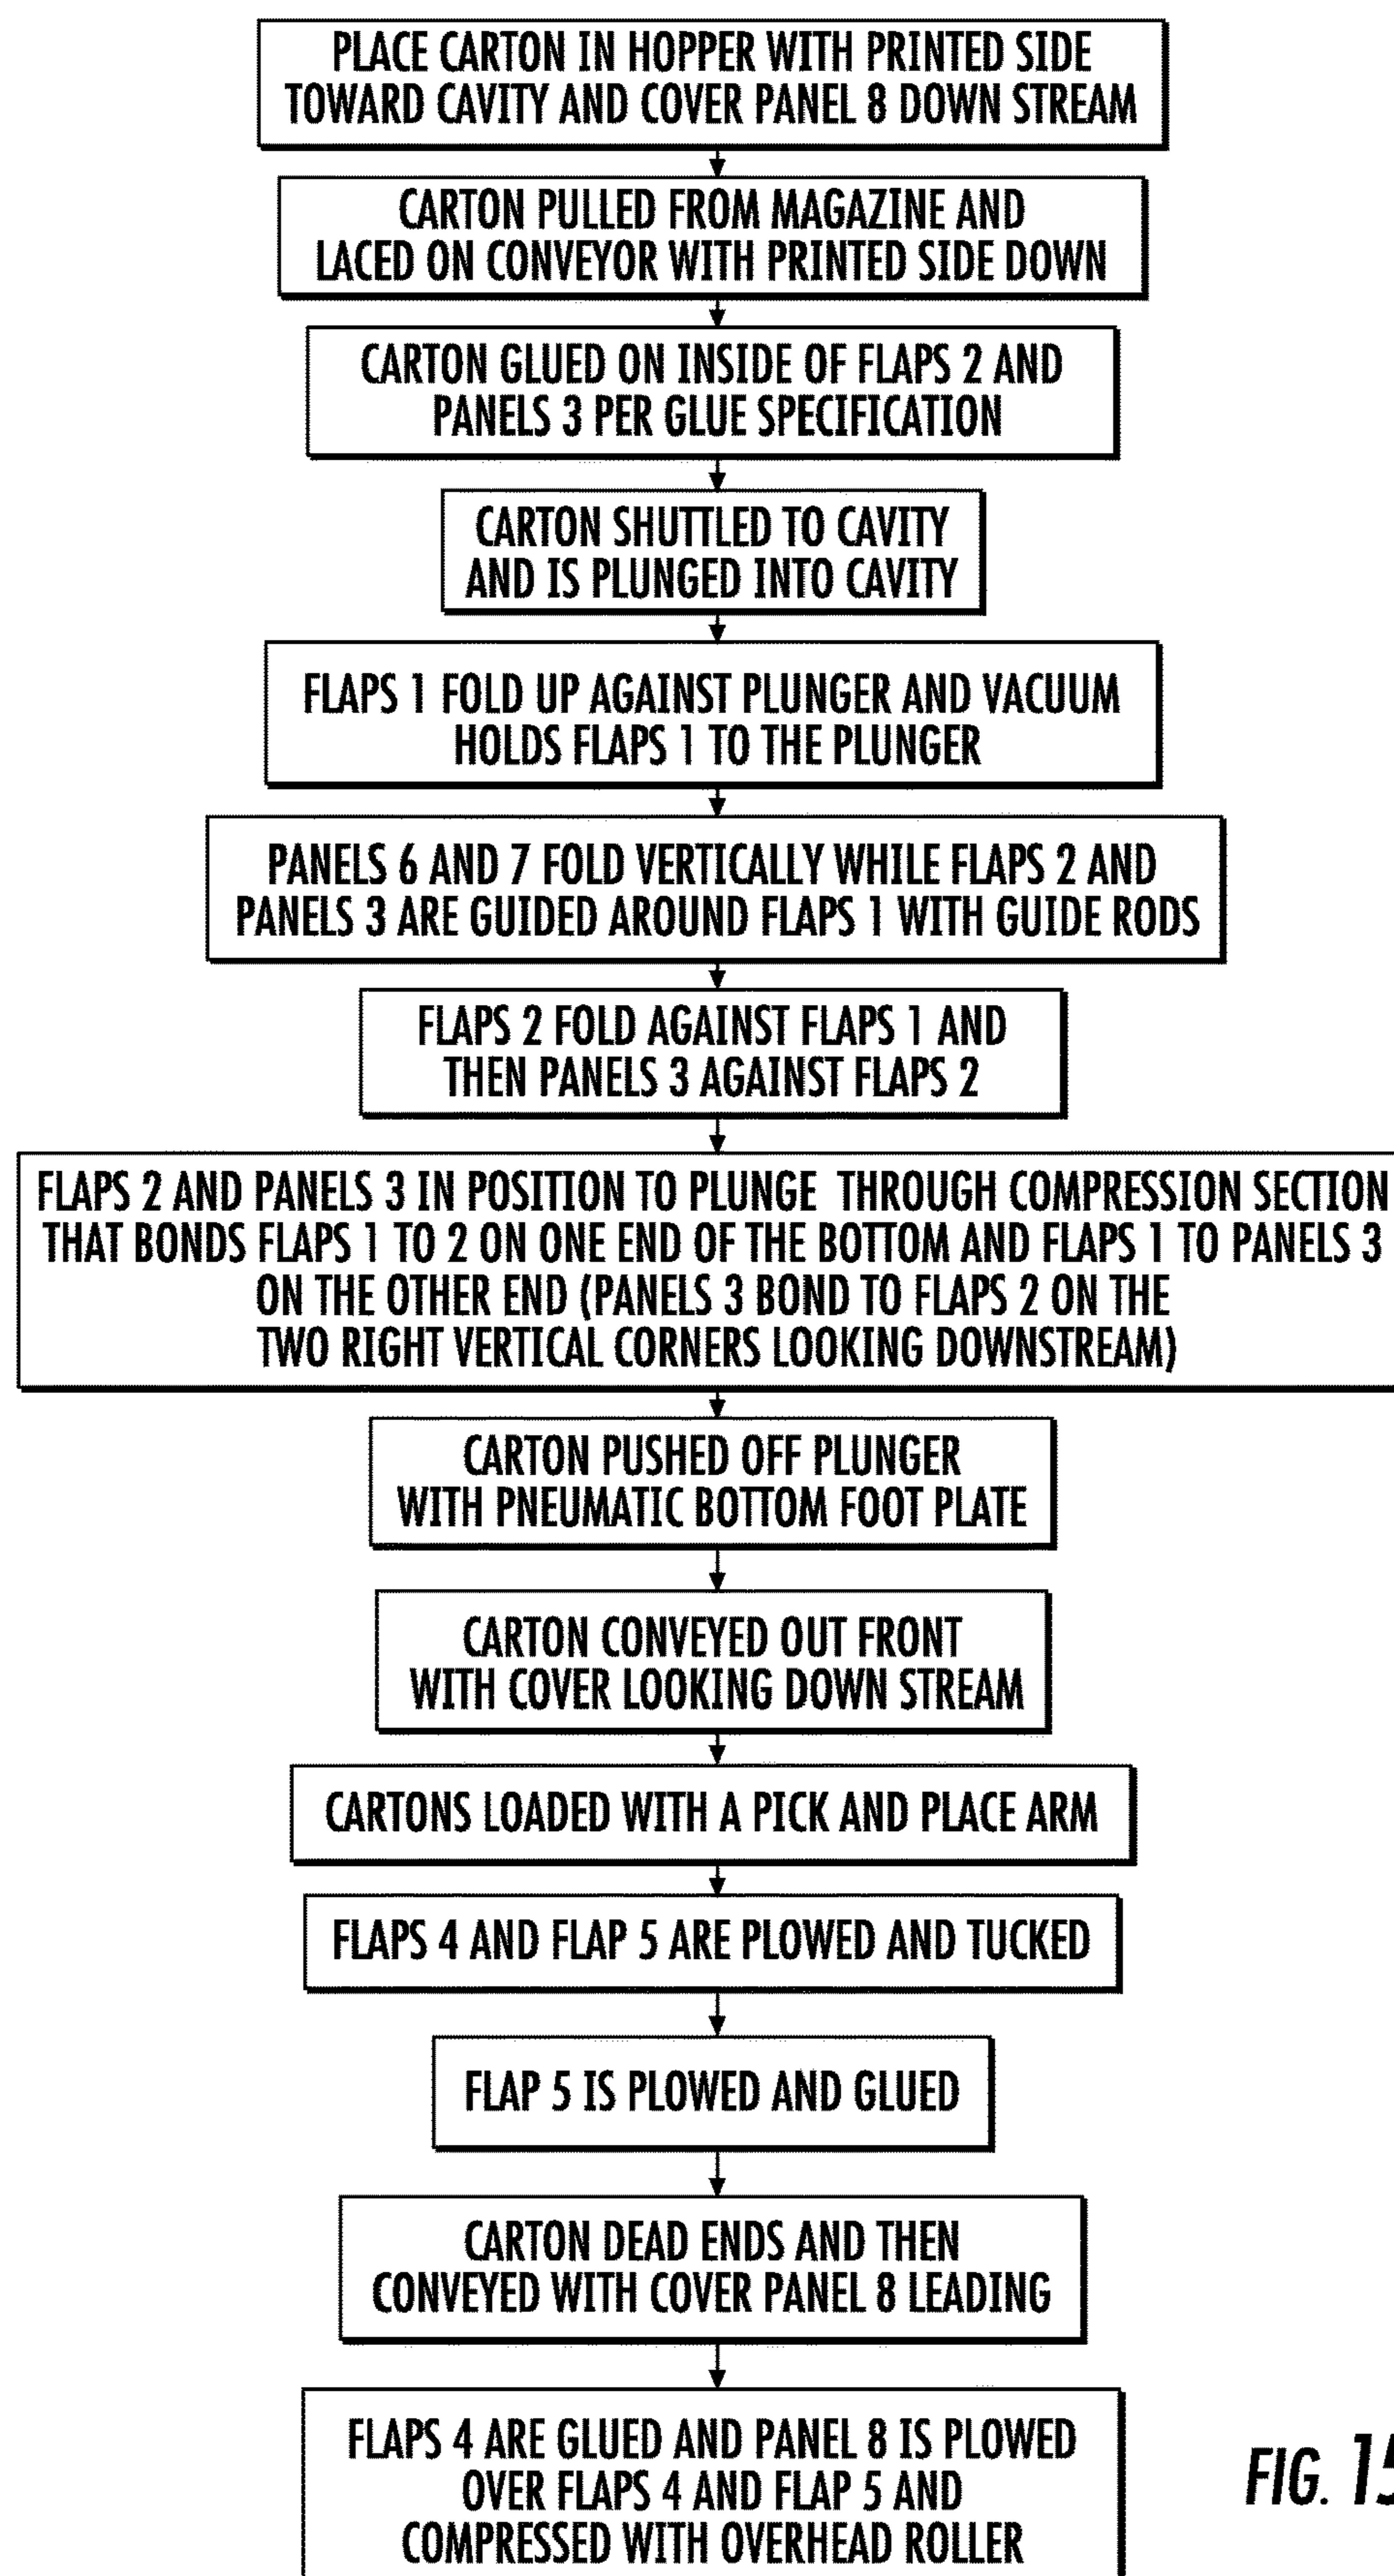 PLACE CARTON IN HOPPER WITH PRINTED SIDE
TOWARD CAVITY AND COVER PANEL 8 DOWN STREAM
CARTON PULLED FROM MAGAZINE AND
LACED ON CONVEYOR WITH PRINTED SIDE DOWN
CARTON GLUED ON INSIDE OF FLAPS 2 AND
PANELS 3 PER GLUE SPECIFICATION
CARTON SHUTTLED TO CAVITY
AND IS PLUNGED INTO CAVITY
FLAPS 1 FOLD UP AGAINST PLUNGER AND VACUUM
HOLDS FLAPS 1 TO THE PLUNGER
PANELS 6 AND 7 FOLD VERTICALLY WHILE FLAPS 2 AND
PANELS 3 ARE GUIDED AROUND FLAPS 1 WITH GUIDE RODS
FLAPS 2 FOLD AGAINST FLAPS 1 AND
THEN PANELS 3 AGAINST FLAPS 2
FLAPS 2 AND PANELS 3 IN POSITION TO PLUNGE THROUGH COMPRESSION SECTION
THAT BONDS FLAPS 1 TO 2 ON ONE END OF THE BOTTOM AND FLAPS 1 TO PANELS 3
ON THE OTHER END (PANELS 3 BOND TO FLAPS 2 ON THE
TWO RIGHT VERTICAL CORNERS LOOKING DOWNSTREAM)
CARTON PUSHED OFF PLUNGER
WITH PNEUMATIC BOTTOM FOOT PLATE
CARTON CONVEYED OUT FRONT
WITH COVER LOOKING DOWN STREAM
CARTONS LOADED WITH A PICK AND PLACE ARM
FLAPS 4 AND FLAP 5 ARE PLOWED AND TUCKED
FLAP 5 IS PLOWED AND GLUED
CARTON DEAD ENDS AND THEN
CONVEYED WITH COVER PANEL 8 LEADING
FLAPS 4 ARE GLUED AND PANEL 8 IS PLOWED
OVER FLAPS 4 AND FLAP 5 AND
COMPRESSED WITH OVERHEAD ROLLER
FIG. 15